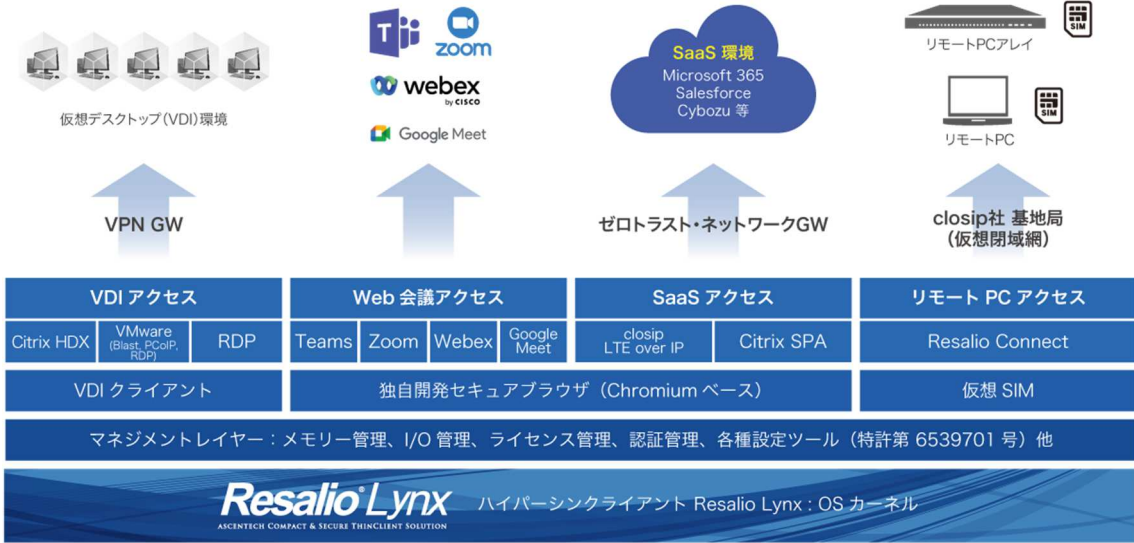 T
zoom
webex
by CISCO
Google Meet
SaaS 環境
Microsoft 365
Salesforce
Cybozu 等
SIM
リモートPCアレイ
SIM
リモートPC
仮想デスクトップ(VDI)環境
VPN GW
ゼロトラスト・ネットワークGW
closip社 基地局
(仮想閉域網)
VDI アクセス
Web 会議アクセス
SaaS アクセス
リモート PC アクセス
Citrix HDX
VMware
(Blast, PCoIP,
RDP)
RDP
Teams
Zoom
Webex
Google
Meet
closip
LTE over IP
Citrix SPA
Resalio Connect
VDI クライアント
独自開発セキュアブラウザ（Chromium ベース）
仮想 SIM
マネジメントレイヤー：メモリー管理、I/O 管理、ライセンス管理、認証管理、各種設定ツール（特許第 6539701 号）他
Resalio® Lynx
ASCENTECH COMPACT & SECURE THINCLIENT SOLUTION
ハイパーシンクライアント Resalio Lynx : OS カーネル